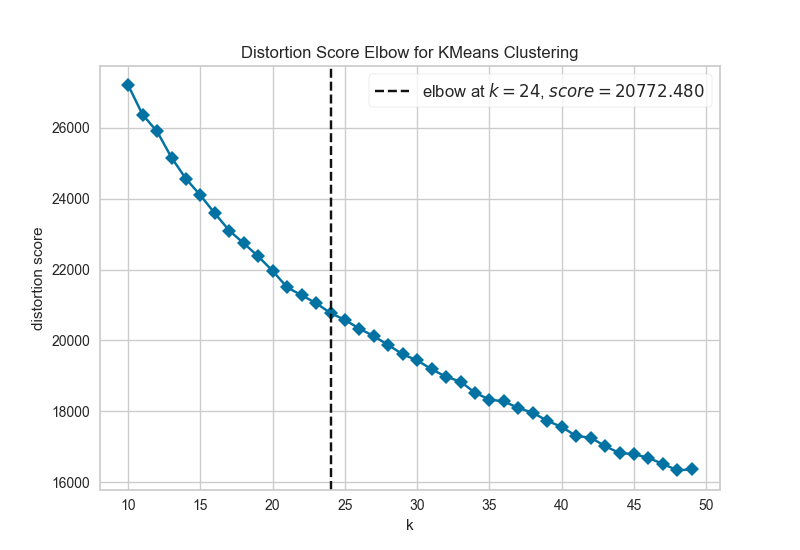 Distortion Score Elbow for KMeans Clustering
elbow at k = 24, score = 20772.480
distortion score
26000
24000
22000
20000
18000
16000
10 15 20 25 30 35 40 45 50
k